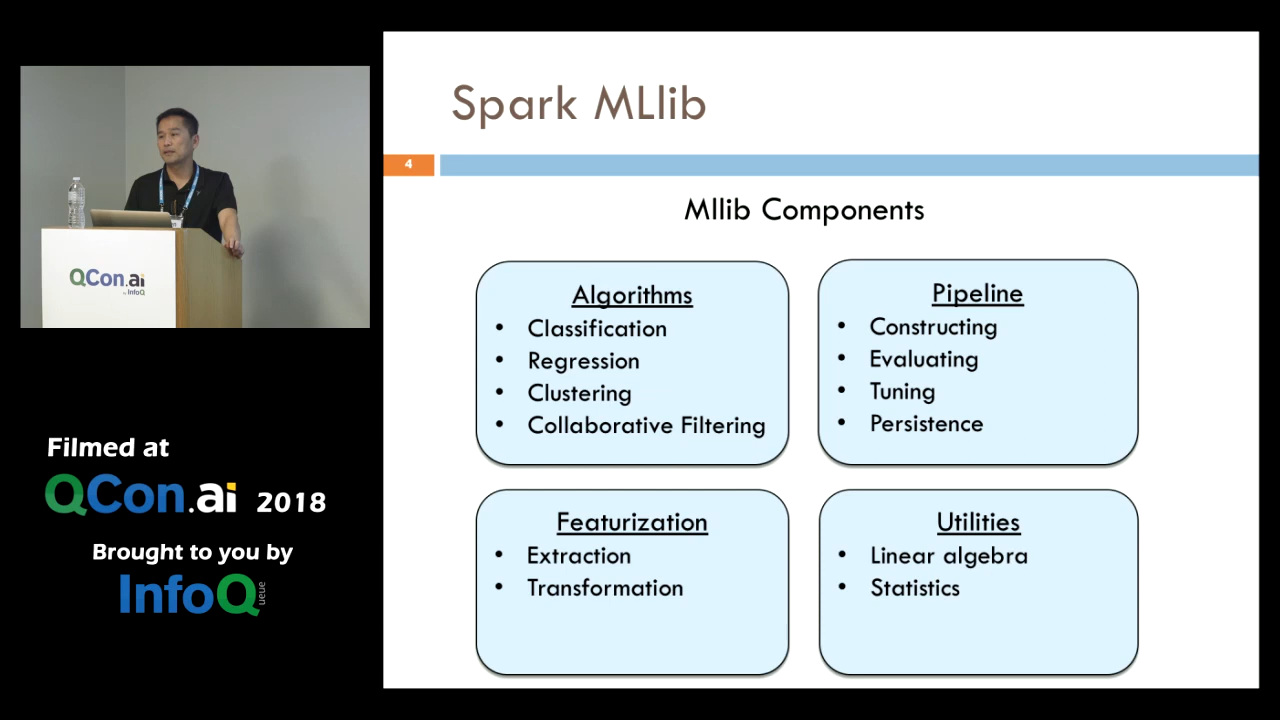 Spark MLlib
4
Mllib Components
Algorithms
• Classification
• Regression
• Clustering
• Collaborative Filtering
Pipeline
• Constructing
• Evaluating
• Tuning
• Persistence
Featurization
• Extraction
• Transformation
Utilities
• Linear algebra
• Statistics
QCon.ai
by InfoQ
Filmed at
QCon.ai 2018
Brought to you by
InfoQ
ueue